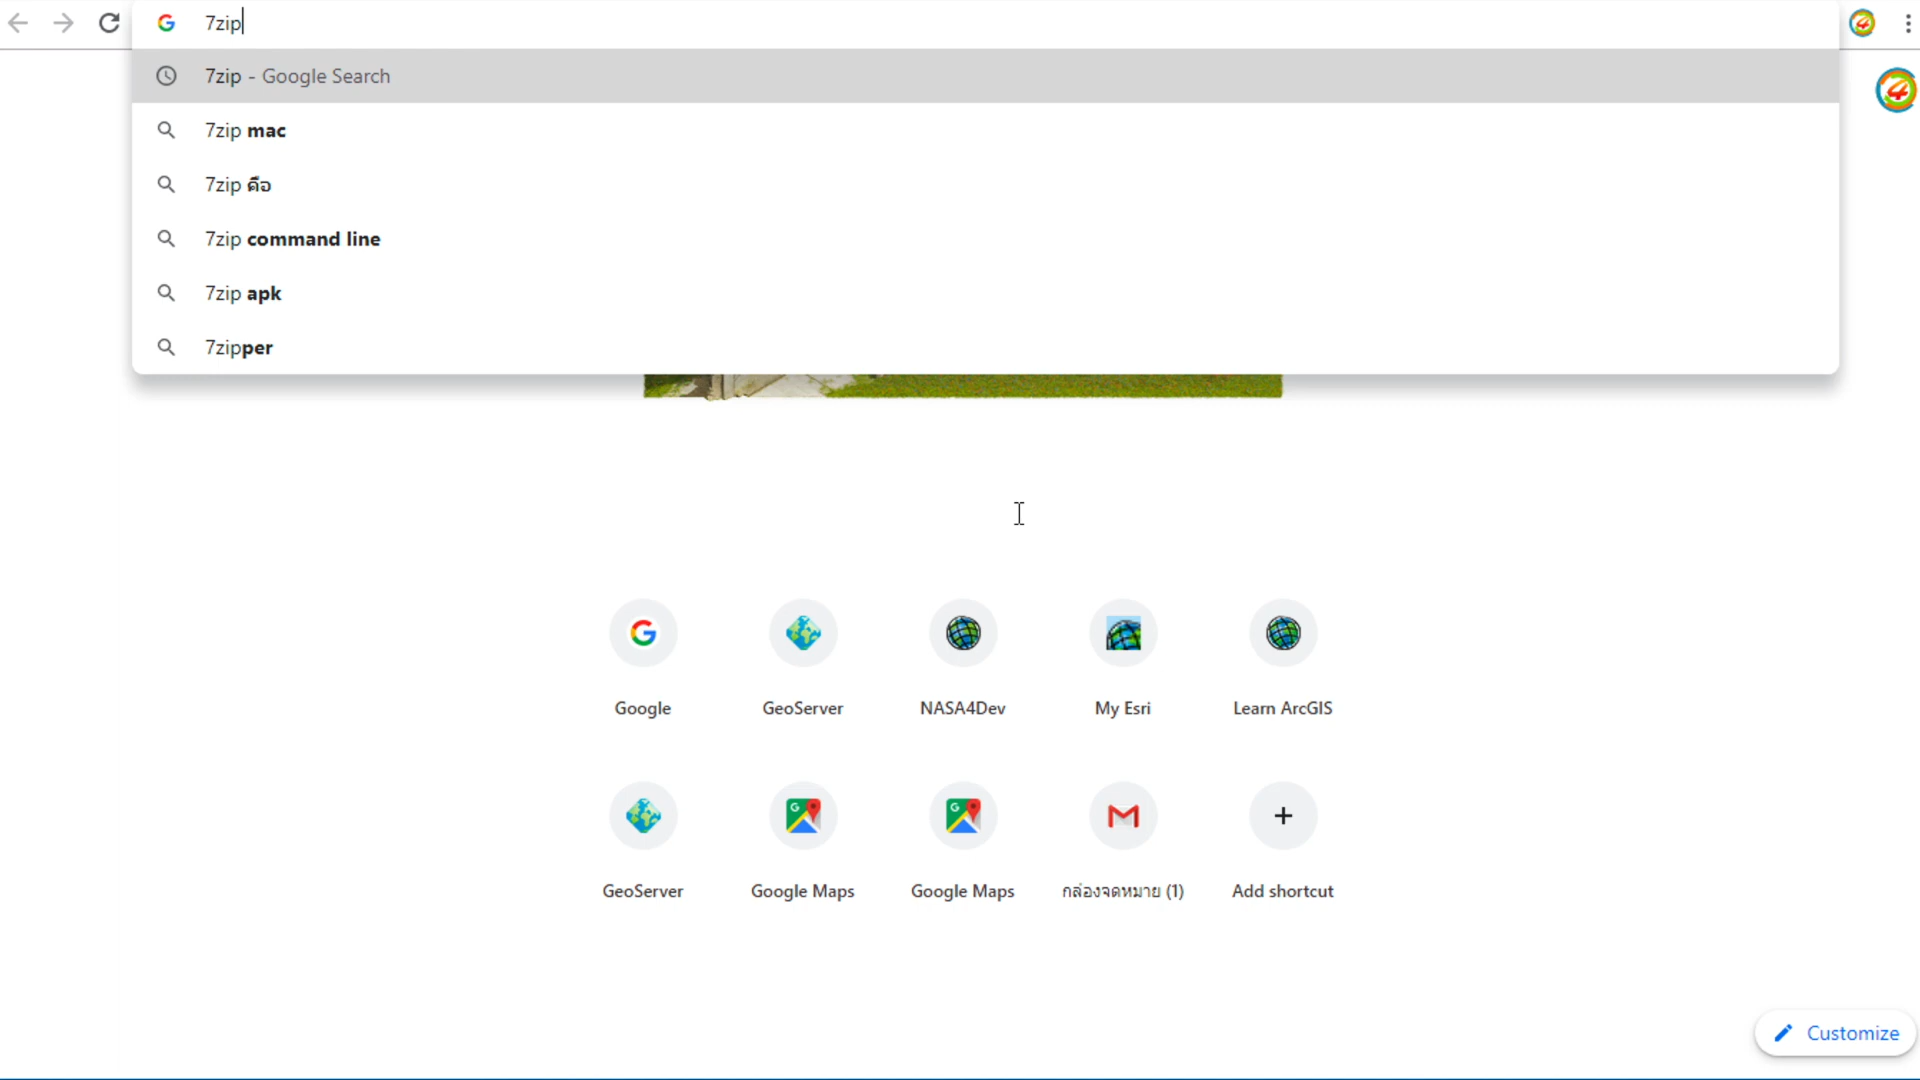 7zip
7zip - Google Search
7zip mac
7zip คือ
7zip command line
7zip apk
7zipper
Google
GeoServer
NASA4Dev
My Esri
Learn ArcGIS
GeoServer
Google Maps
Google Maps
กล่องจดหมาย (1)
Add shortcut
Customize